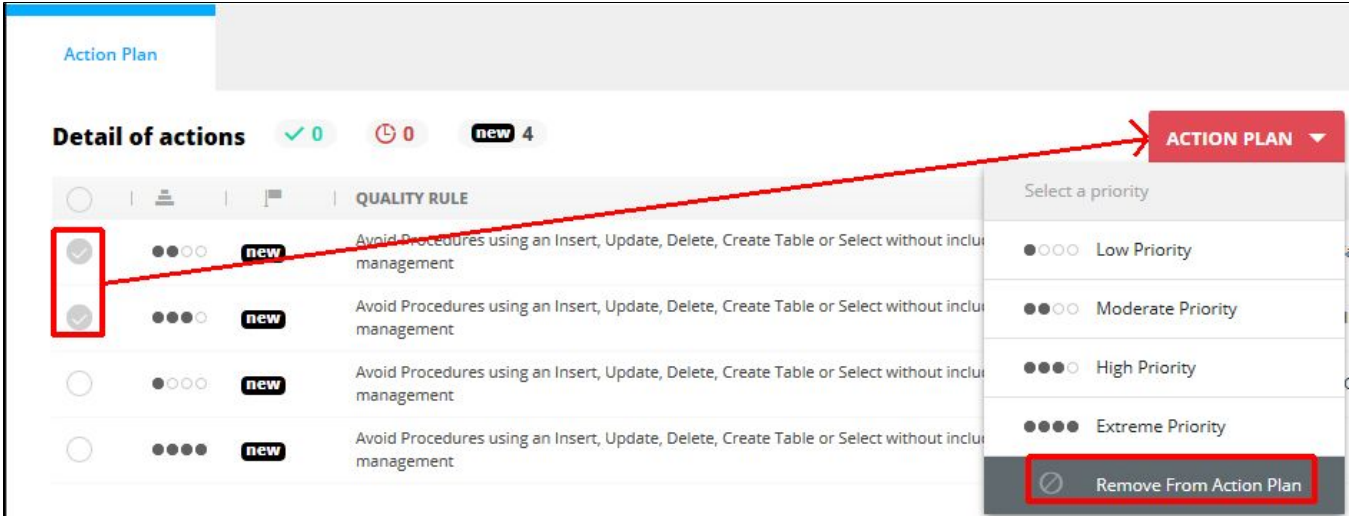 Action Plan
Detail of actions 0 0 new 4
ACTION PLAN
QUALITY RULE
Select a priority
new Avoid Procedures using an Insert, Update, Delete, Create Table or Select without
management
Low Priority
new Avoid Procedures using an Insert, Update, Delete, Create Table or Select without
management
Moderate Priority
new Avoid Procedures using an Insert, Update, Delete, Create Table or Select without
management
High Priority
new Avoid Procedures using an Insert, Update, Delete, Create Table or Select without
management
Extreme Priority
Remove From Action Plan